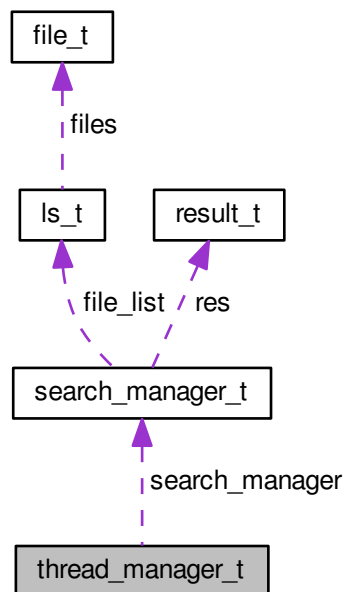 file_t
files
ls_t
result_t
file_list
res
search_manager_t
search_manager
thread_manager_t